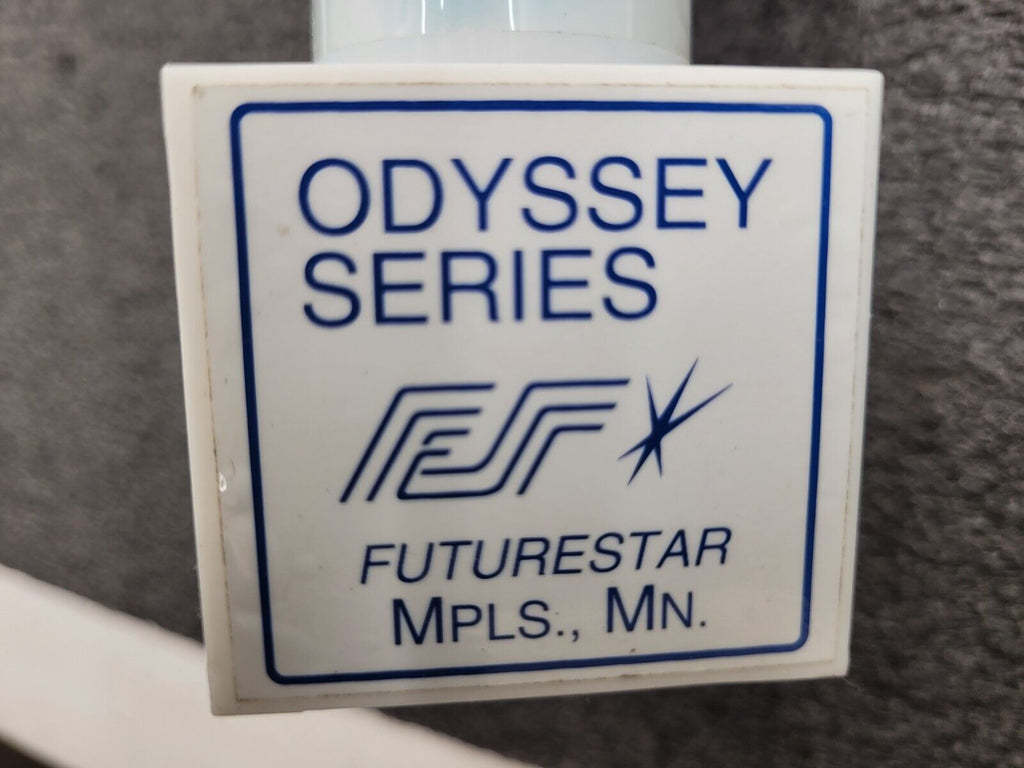 ODYSSEY
SERIES
FUTURESTAR
MPLS., MN.